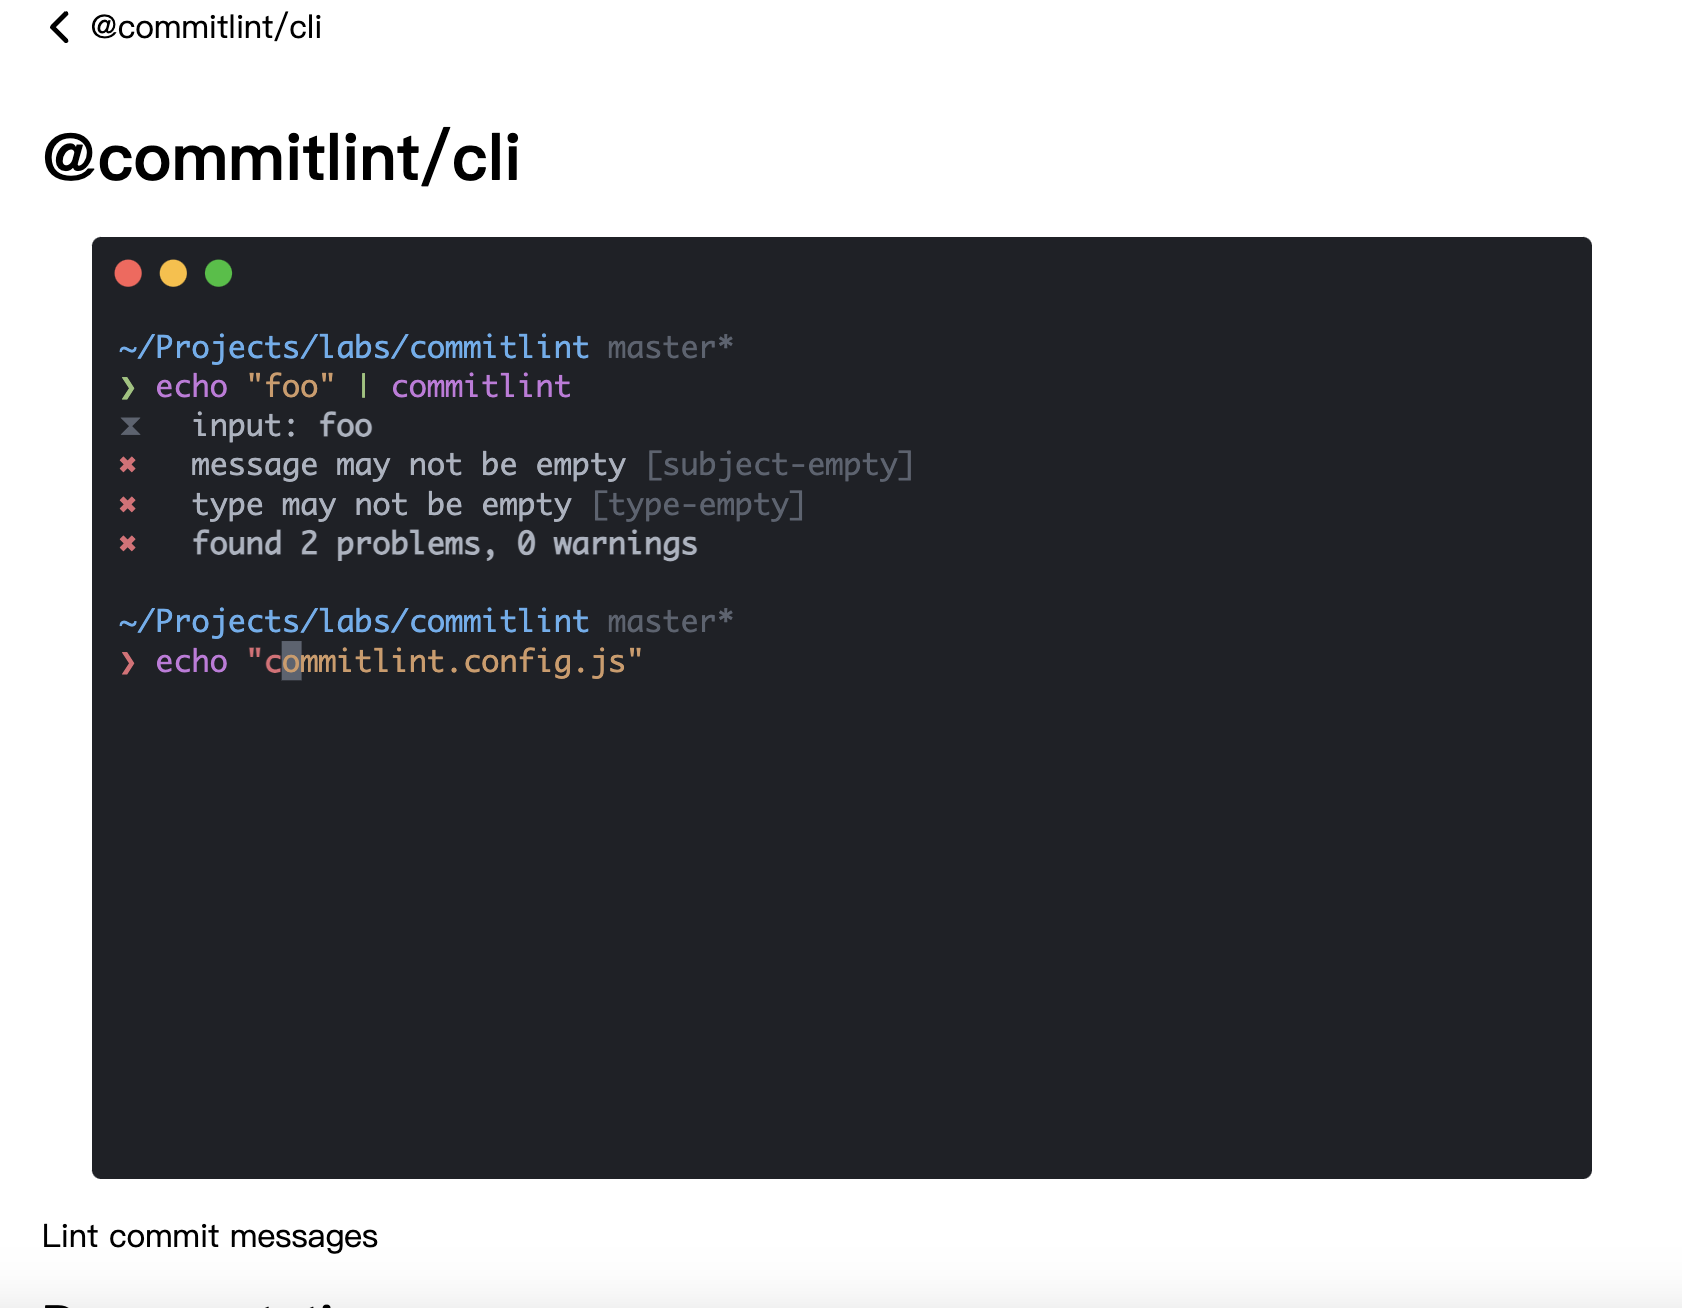 @commitlint/cli
@commitlint/cli
~/Projects/labs/commitlint master*
❯ echo "foo" | commitlint
⧗   input: foo
✖   message may not be empty [subject-empty]
✖   type may not be empty [type-empty]
✖   found 2 problems, 0 warnings
~/Projects/labs/commitlint master*
❯ echo "commitlint.config.js"
Lint commit messages